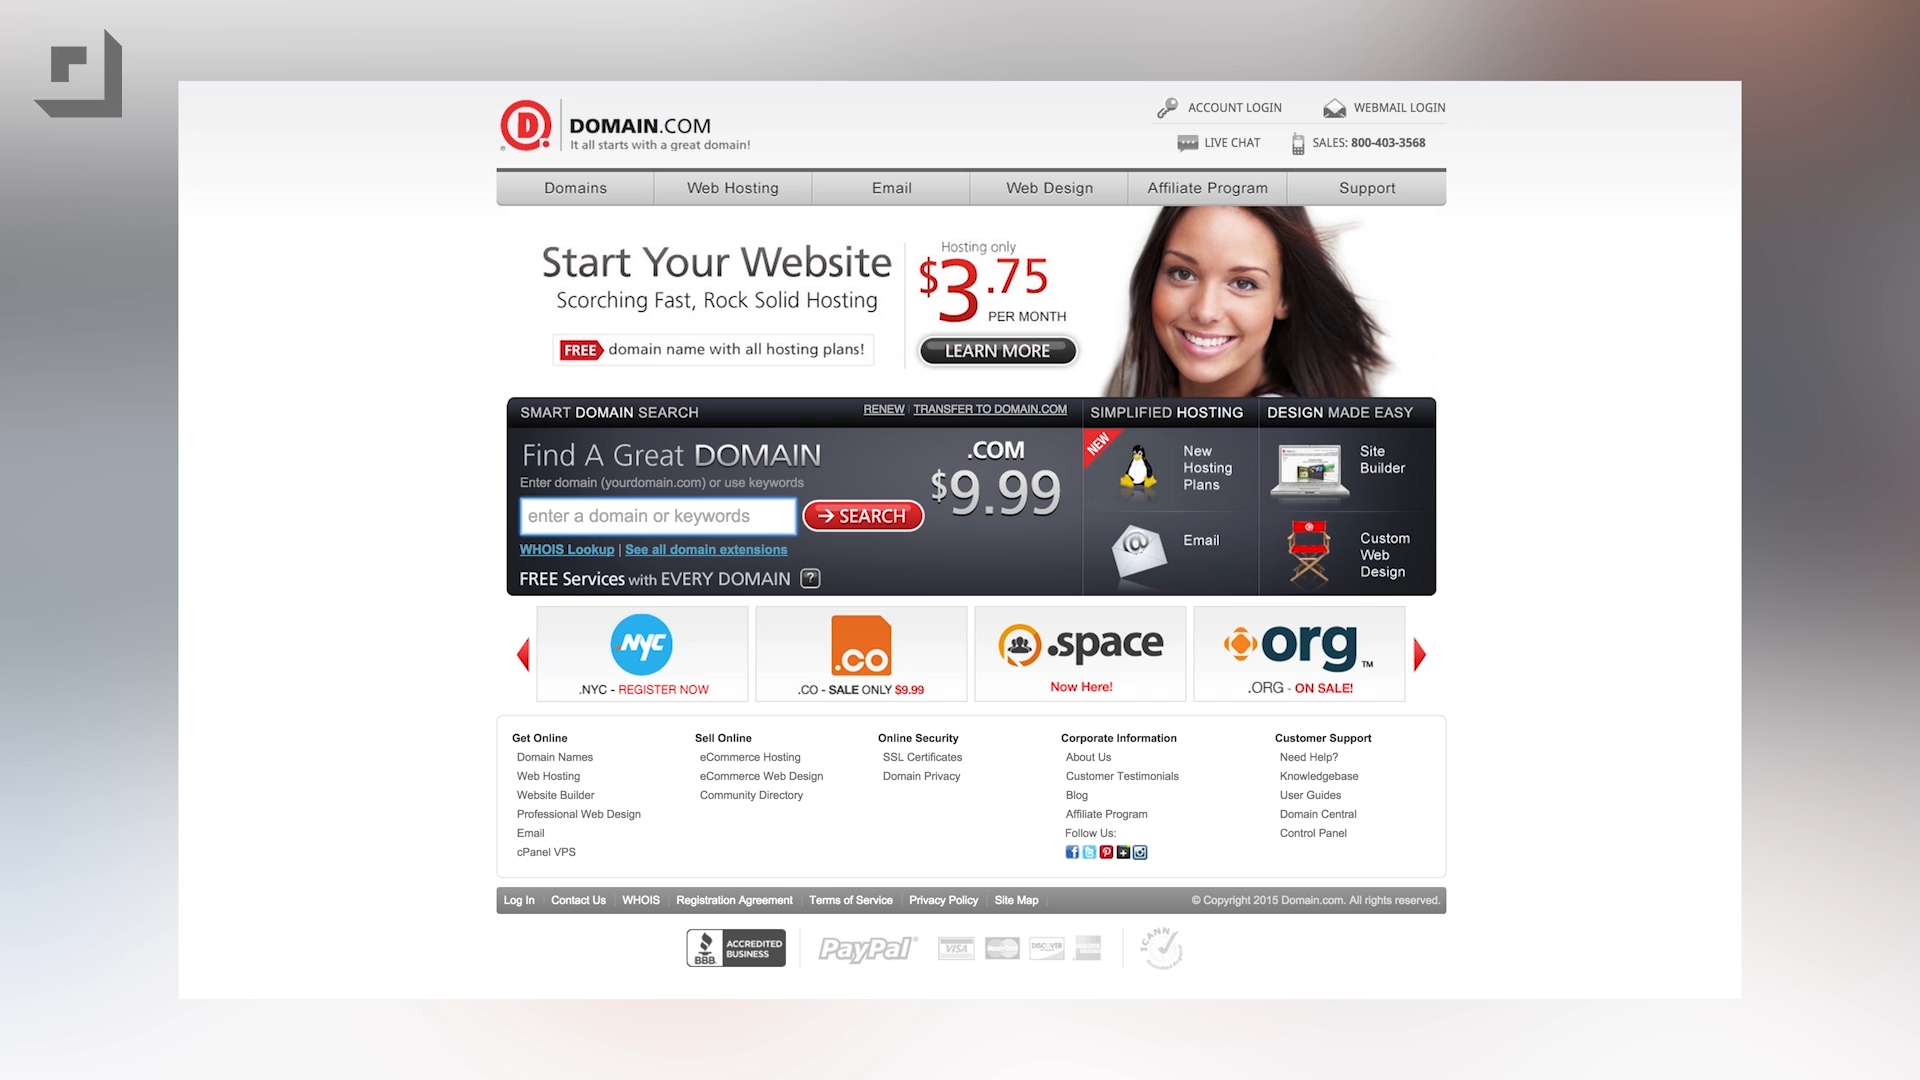 ACCOUNT LOGIN
WEBMAIL LOGIN
DOMAIN.COM
It all starts with a great domain!
LIVE CHAT
SALES: 800-403-3568
Domains
Web Hosting
Email
Web Design
Affiliate Program
Support
Start Your Website
Scorching Fast, Rock Solid Hosting
FREE domain name with all hosting plans!
Hosting only
$3.75
PER MONTH
LEARN MORE
SMART DOMAIN SEARCH
RENEW | TRANSFER TO DOMAIN.COM
Find A Great DOMAIN
Enter domain (yourdomain.com) or use keywords
enter a domain or keywords
SEARCH
WHOIS Lookup | See all domain extensions
FREE Services with EVERY DOMAIN ?
.COM
$9.99
SIMPLIFIED HOSTING
NEW
New
Hosting
Plans
Email
DESIGN MADE EASY
Site
Builder
Custom
Web
Design
.NYC
.NYC - REGISTER NOW
.co
.CO - SALE ONLY $9.99
.space
Now Here!
org TM
.ORG - ON SALE!
Get Online
Domain Names
Web Hosting
Website Builder
Professional Web Design
Email
cPanel VPS
Sell Online
eCommerce Hosting
eCommerce Web Design
Community Directory
Online Security
SSL Certificates
Domain Privacy
Corporate Information
About Us
Customer Testimonials
Blog
Affiliate Program
Follow Us:
Customer Support
Need Help?
Knowledgebase
User Guides
Domain Central
Control Panel
Log In
Contact Us
WHOIS
Registration Agreement
Terms of Service
Privacy Policy
Site Map
© Copyright 2015 Domain.com. All rights reserved.
BBB
ACCREDITED
BUSINESS
PayPal
VISA
MasterCard
DISCOVER
ICANN